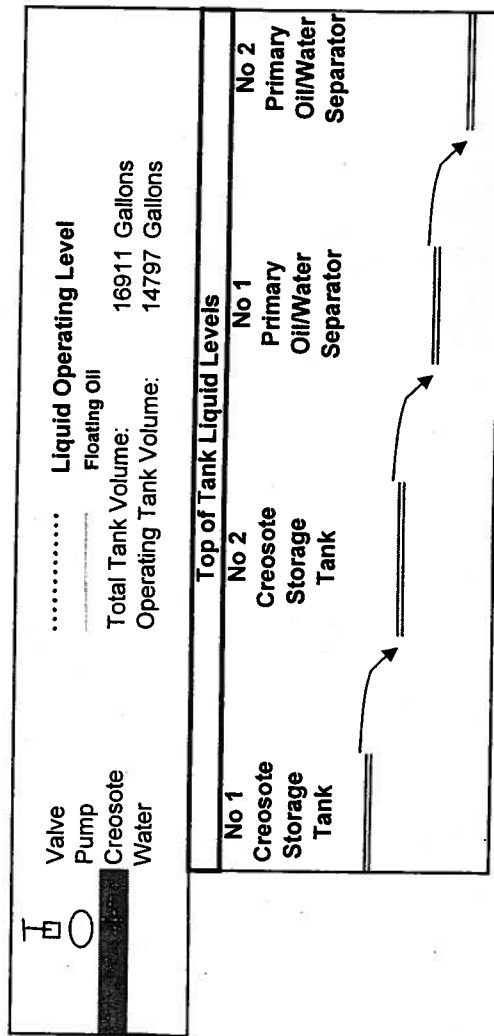 Valve
Pump
Creosote
Water
Liquid Operating Level
Floating Oil
Total Tank Volume: 16911 Gallons
Operating Tank Volume: 14797 Gallons
Top of Tank Liquid Levels
No 1
Creosote
Storage
Tank
No 2
Creosote
Storage
Tank
No 1
Primary
Oil/Water
Separator
No 2
Primary
Oil/Water
Separator